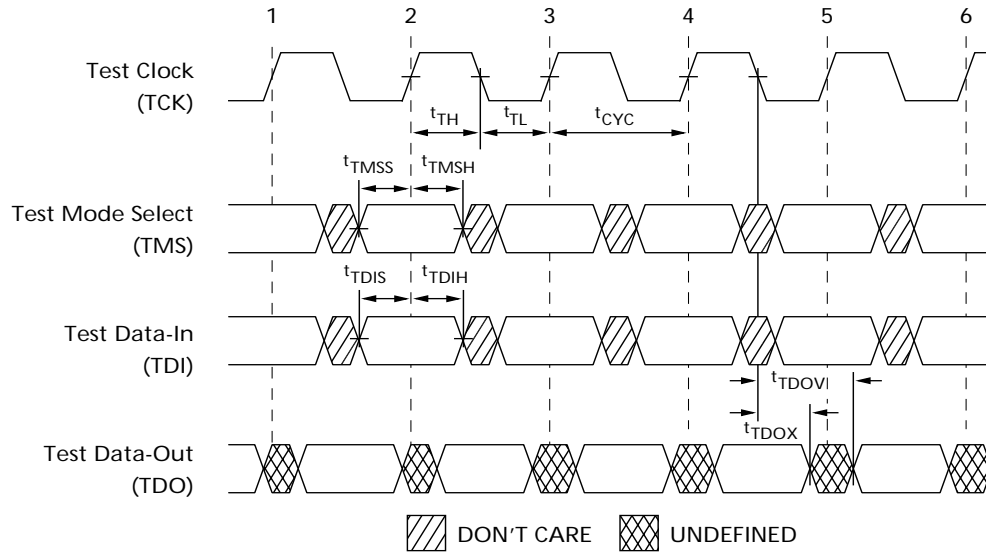 1 2 3 4 5 6
Test Clock
(TCK)
tTH tTL tCYC
tTMSS tTMSH
Test Mode Select
(TMS)
tTDIS tTDIH
Test Data-In
(TDI)
tTDOV
tTDOX
Test Data-Out
(TDO)
DON'T CARE UNDEFINED